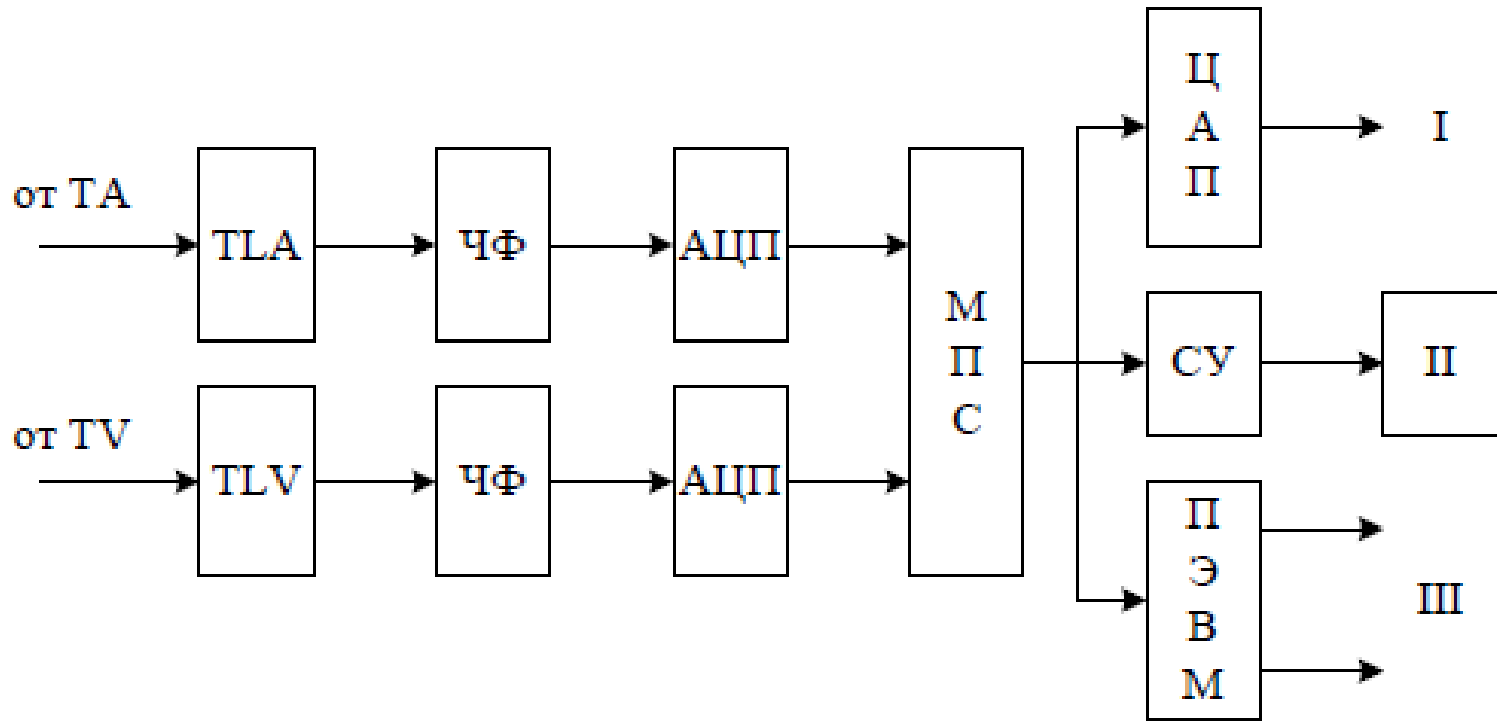 от TA
TLA
ЧФ
АЦП
от TV
TLV
ЧФ
АЦП
М
П
С
Ц
А
П
I
СУ
II
П
Э
В
М
III